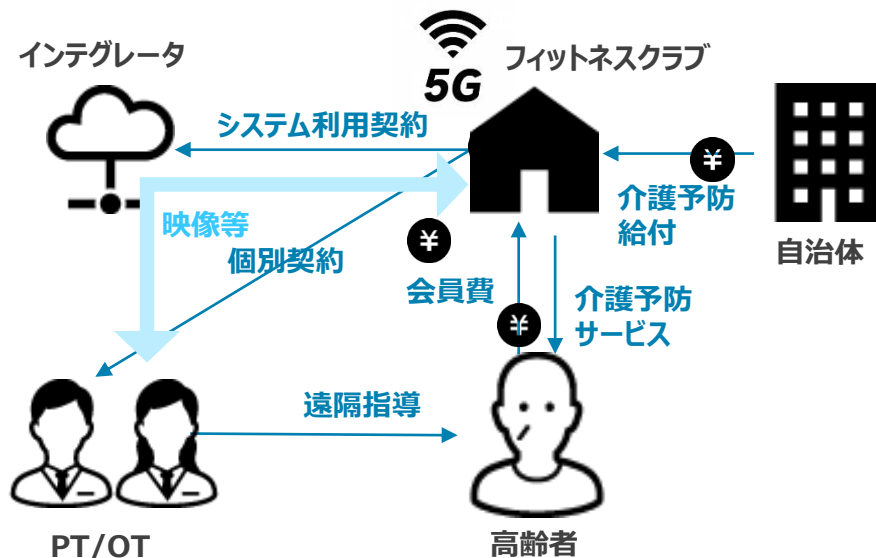 インテグレータ
5G
フィットネスクラブ
システム利用契約
¥
映像等
介護予防
給付
¥
個別契約
自治体
会員費
介護予防
サービス
¥
遠隔指導
PT/OT
高齢者